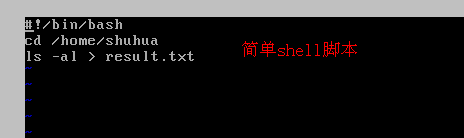 #!/bin/bash
cd /home/shuhua
简单shell脚本
ls -al > result.txt
~
~
~
~
~